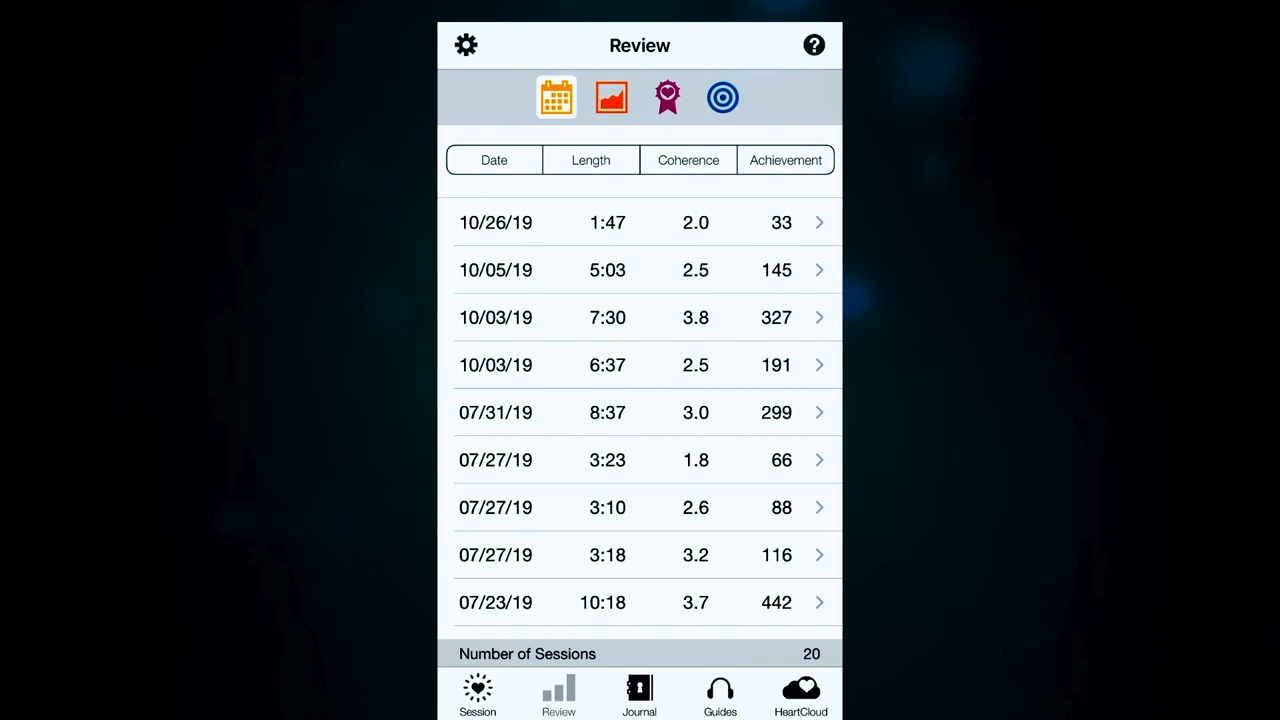 Review
Date Length Coherence Achievement
10/26/19 1:47 2.0 33
10/05/19 5:03 2.5 145
10/03/19 7:30 3.8 327
10/03/19 6:37 2.5 191
07/31/19 8:37 3.0 299
07/27/19 3:23 1.8 66
07/27/19 3:10 2.6 88
07/27/19 3:18 3.2 116
07/23/19 10:18 3.7 442
Number of Sessions 20
Session Review Journal Guides HeartCloud